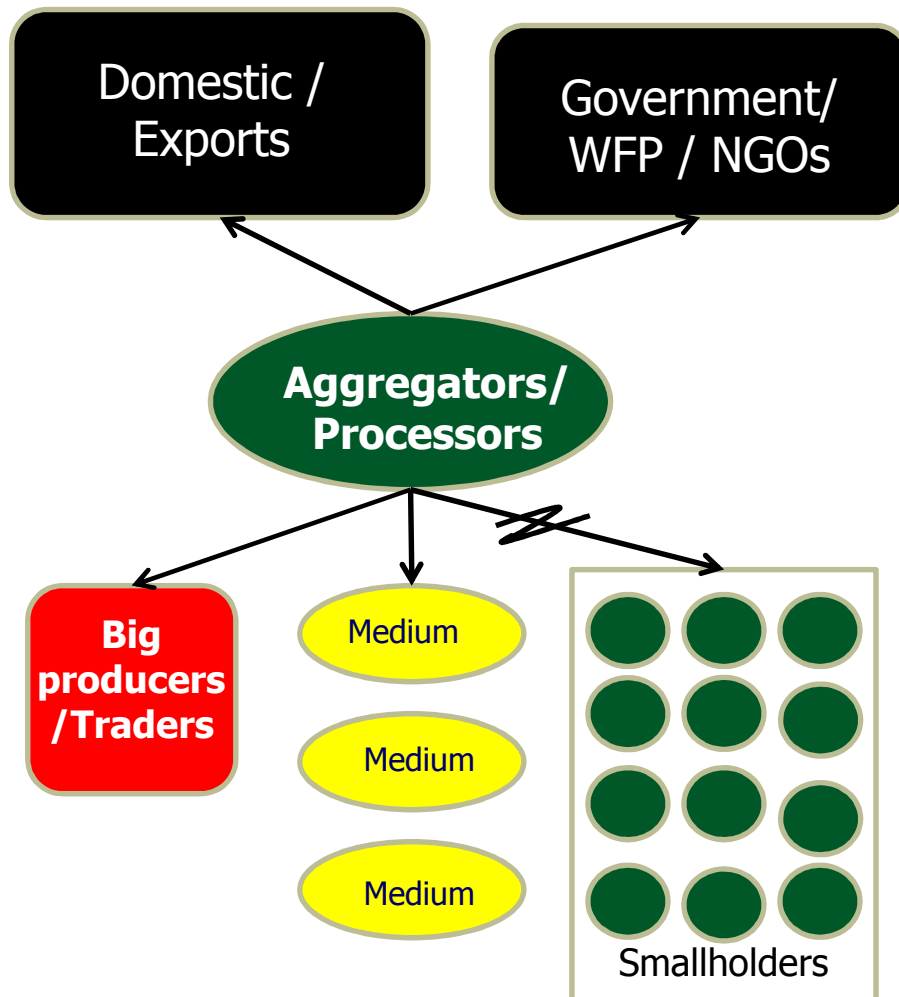 Domestic /
Exports
Government/
WFP / NGOs
Aggregators/
Processors
Big
producers
/Traders
Medium
Medium
Medium
Smallholders